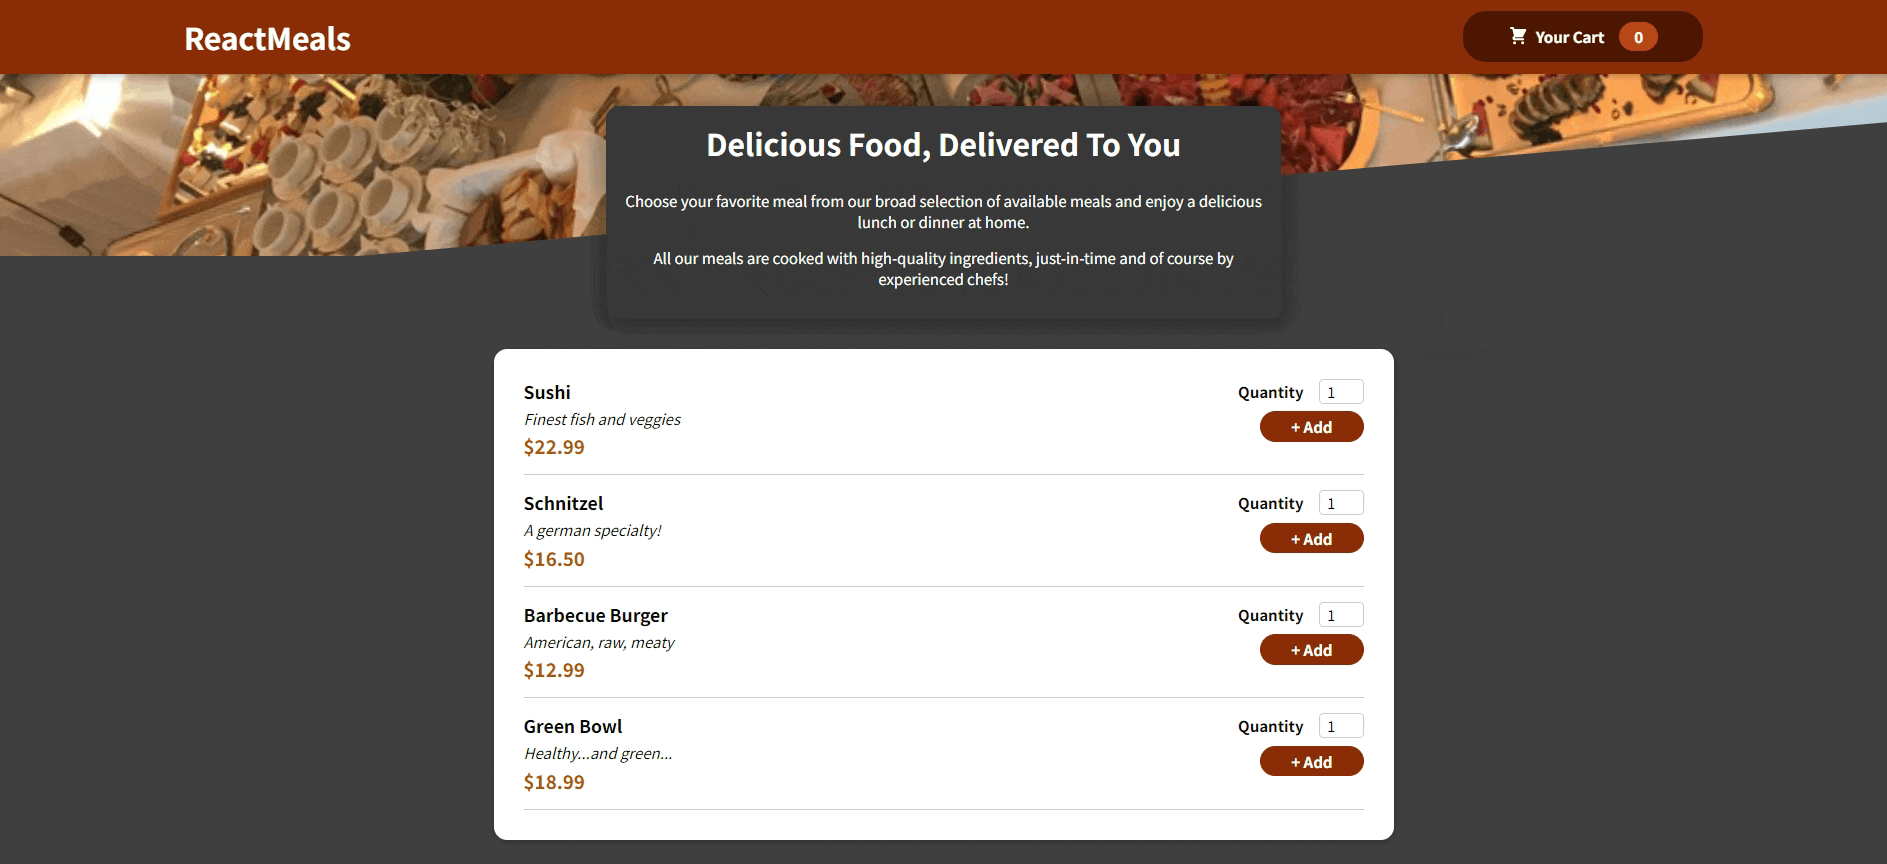 ReactMeals
Your Cart 0
Delicious Food, Delivered To You
Choose your favorite meal from our broad selection of available meals and enjoy a delicious
lunch or dinner at home.
All our meals are cooked with high-quality ingredients, just-in-time and of course by
experienced chefs!
Sushi
Finest fish and veggies
$22.99
Quantity 1
+ Add
Schnitzel
A german specialty!
$16.50
Quantity 1
+ Add
Barbecue Burger
American, raw, meaty
$12.99
Quantity 1
+ Add
Green Bowl
Healthy...and green...
$18.99
Quantity 1
+ Add